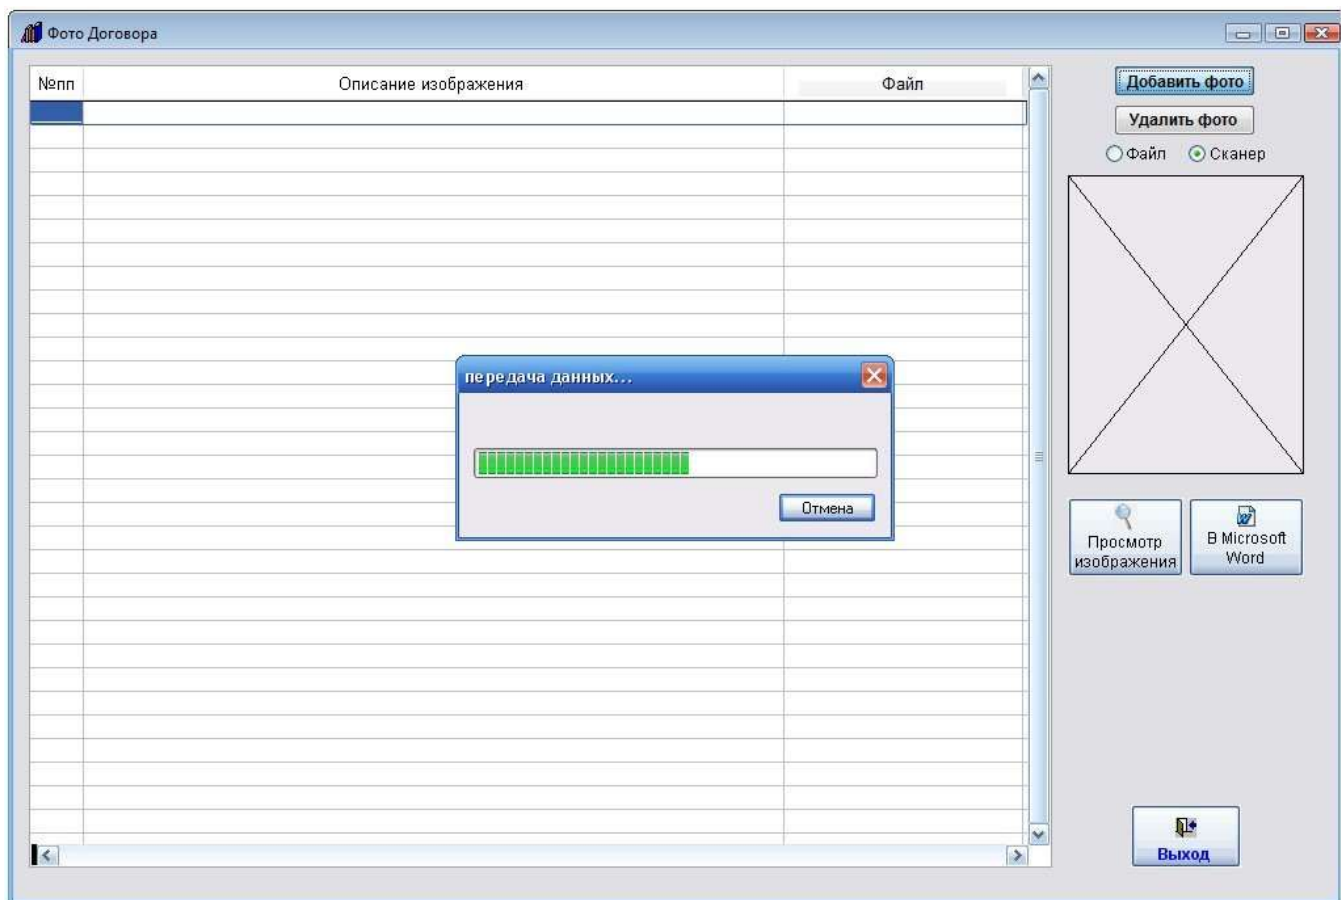 Фото Договора
№пп Описание изображения Файл
Добавить фото
Удалить фото
Файл Сканер
передача данных...
Отмена
Просмотр
изображения
В Microsoft
Word
Выход